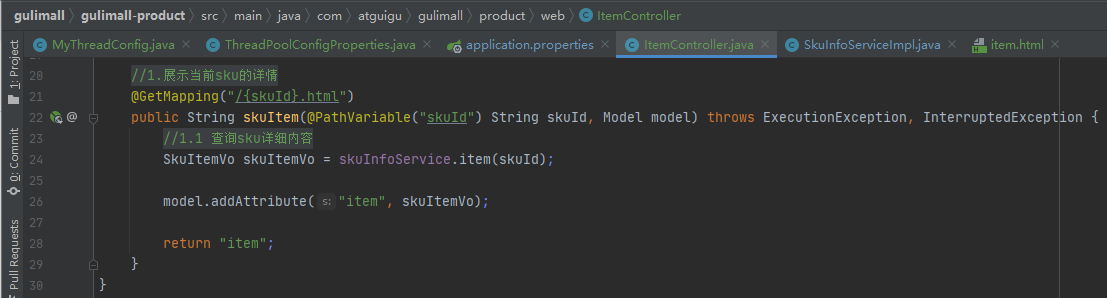 gulimall gulimall-product src main java com atguigu gulimall product web ItemController
MyThreadConfig.java ThreadPoolConfigProperties.java application.properties ItemController.java SkuInfoServiceImpl.java item.html
1: Project
0: Commit
Pull Requests
20 //1.展示当前sku的详情
21 @GetMapping("/{skuId}.html")
22 public String skuItem(@PathVariable("skuId") String skuId, Model model) throws ExecutionException, InterruptedException {
23 //1.1 查询sku详细内容
24 SkuItemVo skuItemVo = skuInfoService.item(skuId);
25
26 model.addAttribute( s: "item", skuItemVo);
27
28 return "item";
29 }
30 }